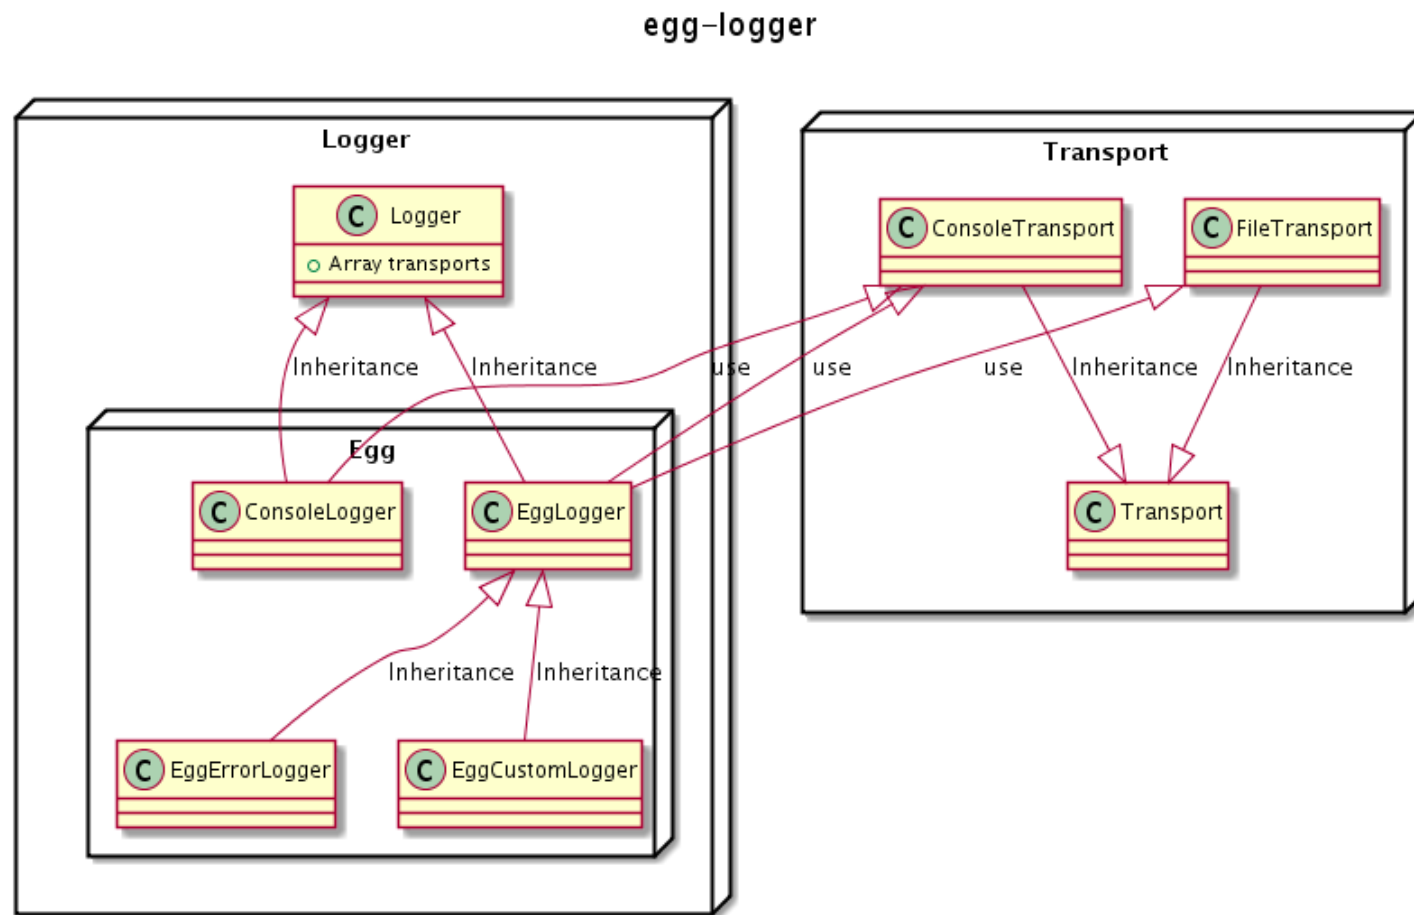 egg-logger
Logger
Transport
C Logger
Array transports
C ConsoleTransport
C FileTransport
Inheritance
Inheritance
use
use
use
Inheritance
Inheritance
Egg
C ConsoleLogger
C EggLogger
C Transport
Inheritance
Inheritance
C EggErrorLogger
C EggCustomLogger